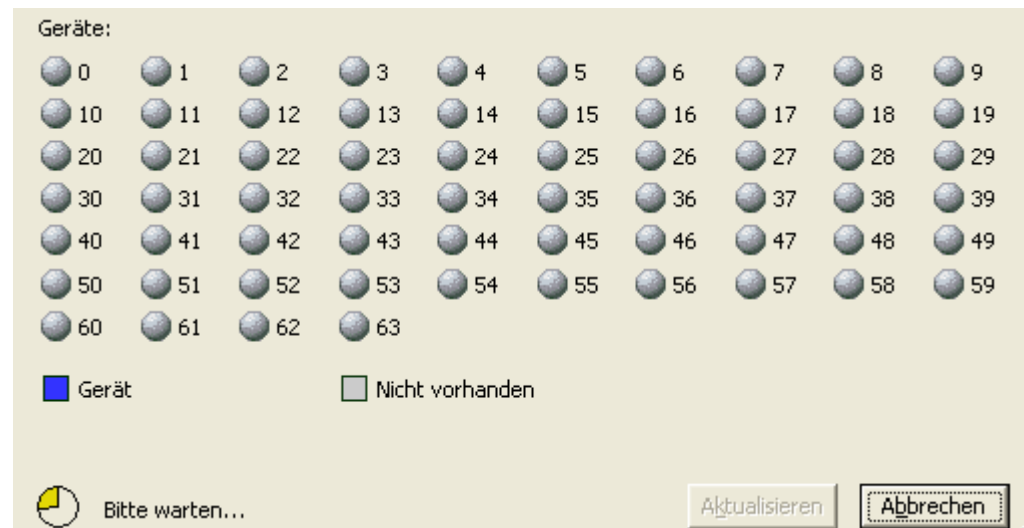 Geräte:
0 1 2 3 4 5 6 7 8 9
10 11 12 13 14 15 16 17 18 19
20 21 22 23 24 25 26 27 28 29
30 31 32 33 34 35 36 37 38 39
40 41 42 43 44 45 46 47 48 49
50 51 52 53 54 55 56 57 58 59
60 61 62 63
Gerät Nicht vorhanden
Bitte warten... Aktualisieren Abbrechen